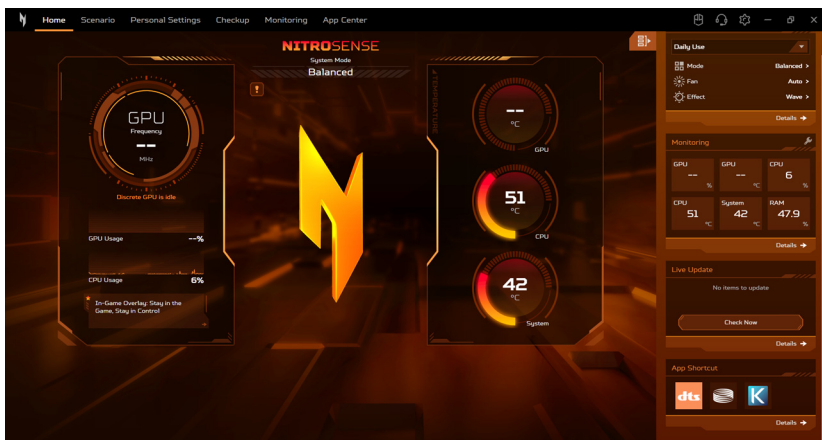 Home Scenario Personal Settings Checkup Monitoring App Center
NITROSENSE
System Mode
Balanced
GPU
Frequency
--
MHz
Discrete GPU is idle
GPU Usage --%
CPU Usage 6%
In-Game Overlay: Stay in the
Game, Stay in Control
TEMPERATURE
--
°C
GPU
51
°C
CPU
42
°C
System
Daily Use
Mode Balanced >
Fan Auto >
Effect Wave >
Details →
Monitoring
GPU GPU CPU
-- -- 6
% °C %
CPU System RAM
51 42 47.9
°C °C %
Details →
Live Update
No items to update
Check Now
Details →
App Shortcut
dts K
Details →